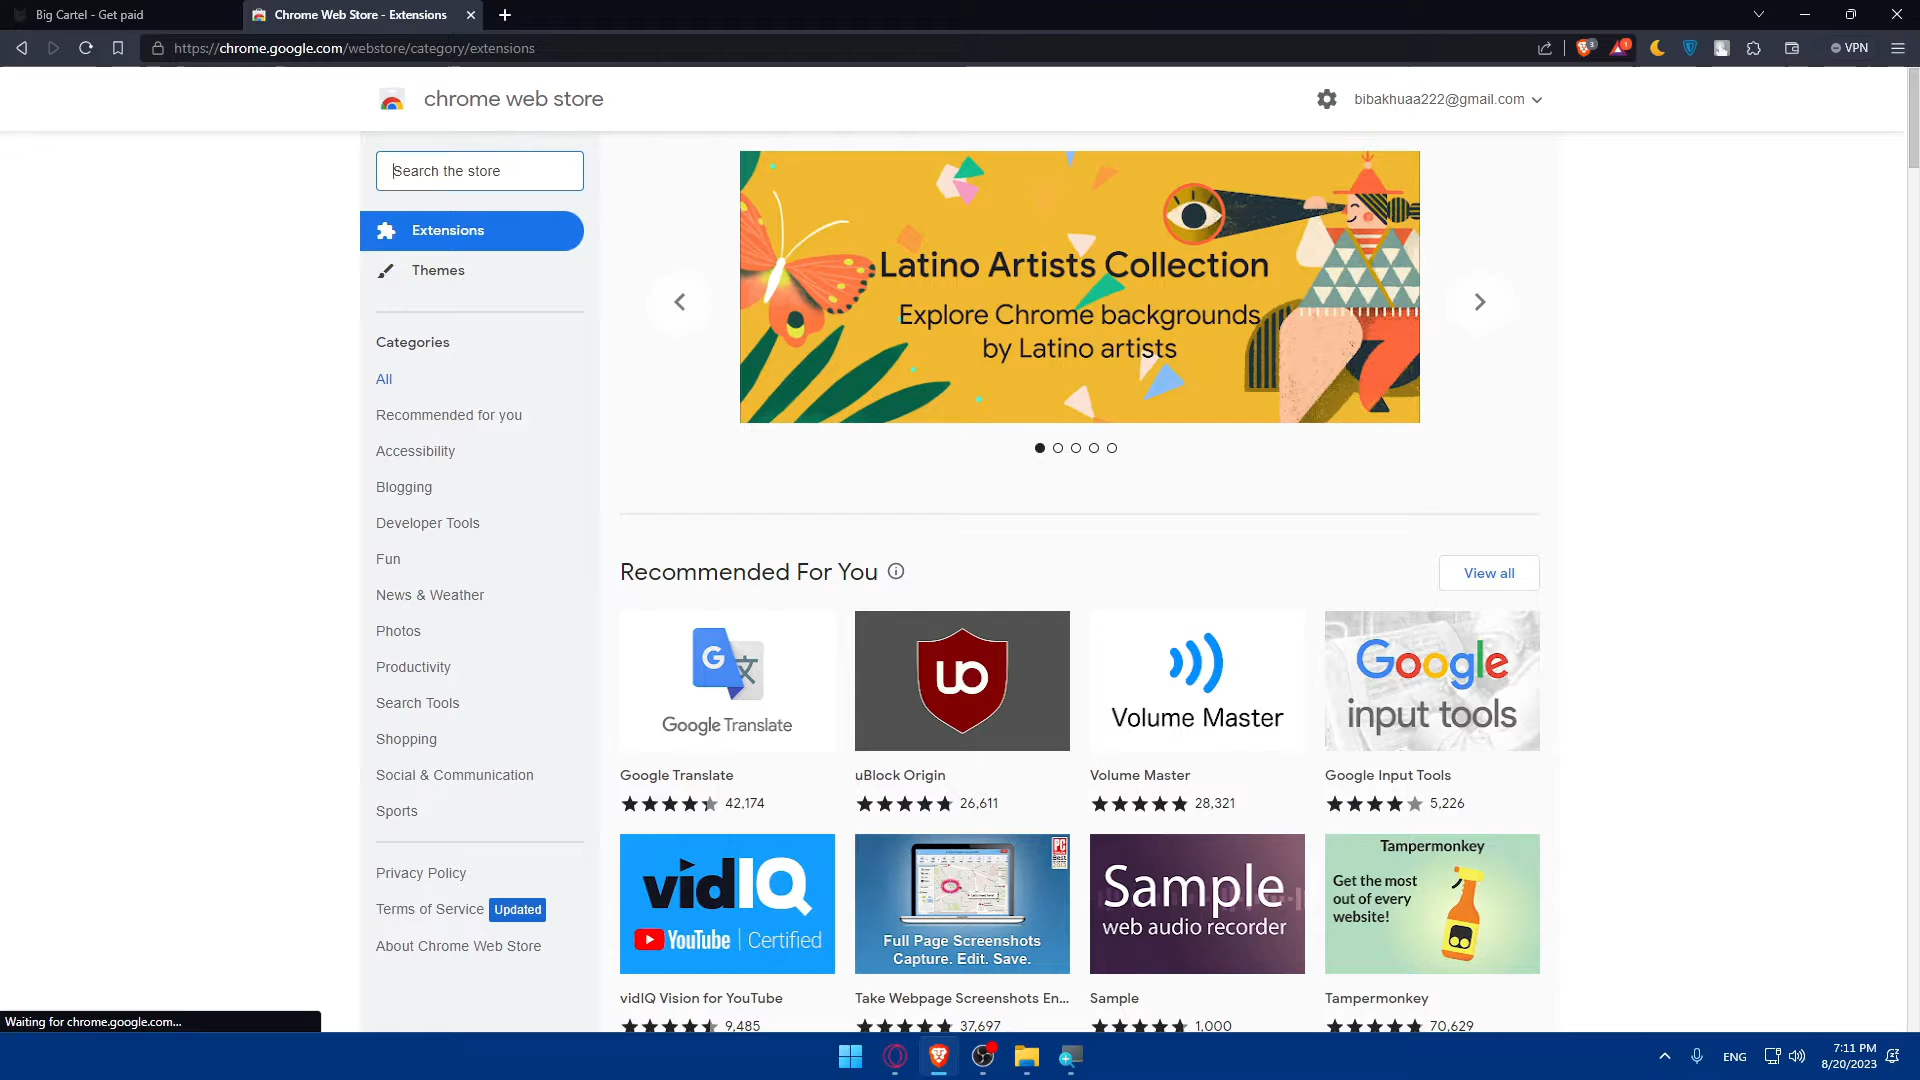 Big Cartel - Get paid
Chrome Web Store - Extensions
https://chrome.google.com/webstore/category/extensions
3
1
VPN
chrome web store
bibakhuaa222@gmail.com
Search the store
Extensions
Themes
Categories
All
Recommended for you
Accessibility
Blogging
Developer Tools
Fun
News & Weather
Photos
Productivity
Search Tools
Shopping
Social & Communication
Sports
Privacy Policy
Terms of Service Updated
About Chrome Web Store
Latino Artists Collection
Explore Chrome backgrounds
by Latino artists
Recommended For You
View all
G
Google Translate
uo
Volume Master
Google
input tools
Google Translate
uBlock Origin
Volume Master
Google Input Tools
42,174
26,611
28,321
5,226
vidIQ
YouTube | Certified
Full Page Screenshots
Capture. Edit. Save.
Sample
web audio recorder
Tampermonkey
Get the most
out of every
website!
vidIQ Vision for YouTube
Take Webpage Screenshots En...
Sample
Tampermonkey
9,485
37,697
1,000
70,629
Waiting for chrome.google.com...
ENG
7:11 PM
8/20/2023